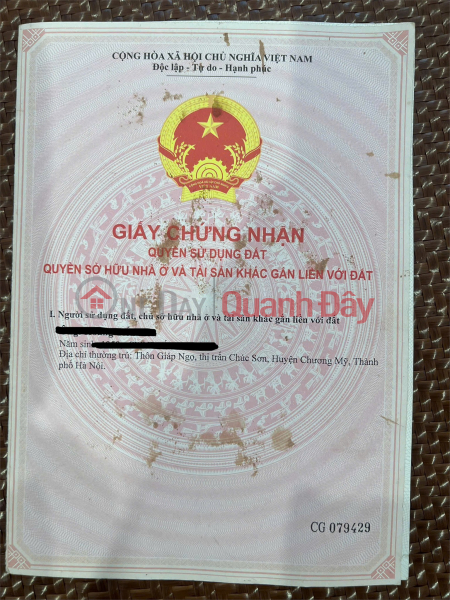 CỘNG HÒA XÃ HỘI CHỦ NGHĨA VIỆT NAM
Độc lập - Tự do - Hạnh phúc
GIẤY CHỨNG NHẬN
QUYỀN SỬ DỤNG ĐẤT
QUYỀN SỞ HỮU NHÀ Ở VÀ TÀI SẢN KHÁC GẮN LIỀN VỚI ĐẤT
Quanh Đây
I. Người sử dụng đất, chủ sở hữu nhà ở và tài sản khác gắn liền với đất
Năm sinh
Địa chỉ thường trú: Thôn Giáp Ngọ, thị trấn Chúc Sơn, Huyện Chương Mỹ, Thành
phố Hà Nội.
CG 079429